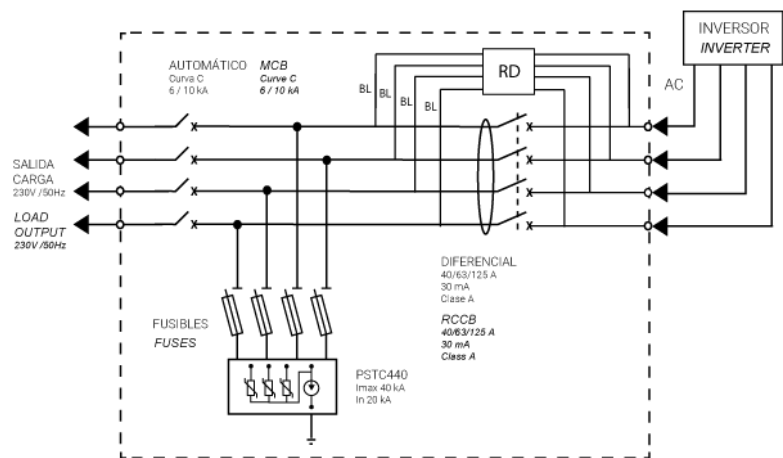 INVERSOR
INVERTER
AUTOMÁTICO
Curva C
6 / 10 kA
MCB
Curve C
6 / 10 kA
RD
BL
BL
BL
BL
AC
SALIDA
CARGA
230V /50Hz
LOAD
OUTPUT
230V /50Hz
DIFERENCIAL
40/63/125 A
30 mA
Clase A
RCCB
40/63/125 A
30 mA
Class A
FUSIBLES
FUSES
PSTC440
Imax 40 kA
In 20 kA